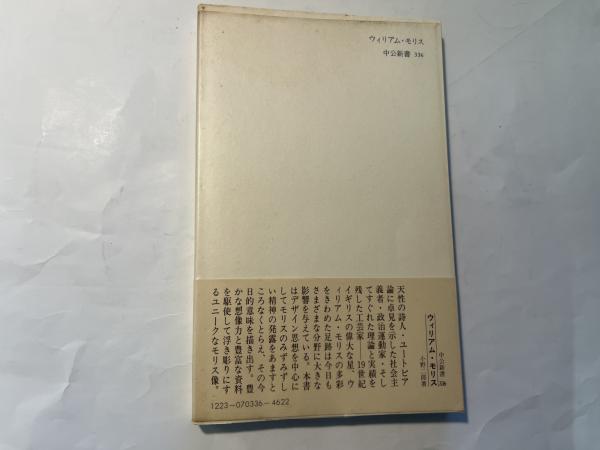 ウィリアム・モリス
中公新書 336
中公新書 336
ウィリアム・モリス
小野二郎著
天性の詩人・ユートピア
論に卓見を示した社会主
義者・政治運動家・そし
てすぐれた理論と実績を
残した工芸家――19世紀
イギリスの偉大な星、ウ
ィリアム・モリスの多彩
をきわめた足跡は今日も
さまざまな分野に大きな
影響を与えている。本書
はデザイン思想を中心に
してモリスのみずみずし
い精神の発露をあますと
ころなくとらえ、その今
日的意味を描き出す。豊
かな想像力と豊富な資料
を駆使して浮き彫りにす
るユニークなモリス像。
1223-070336-4622